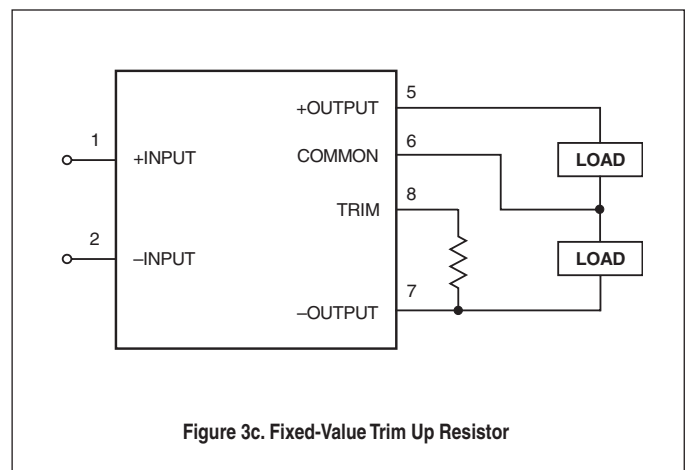 5
+OUTPUT
6
1
COMMON
LOAD
+INPUT
8
TRIM
2
–INPUT
LOAD
7
–OUTPUT
Figure 3c. Fixed-Value Trim Up Resistor